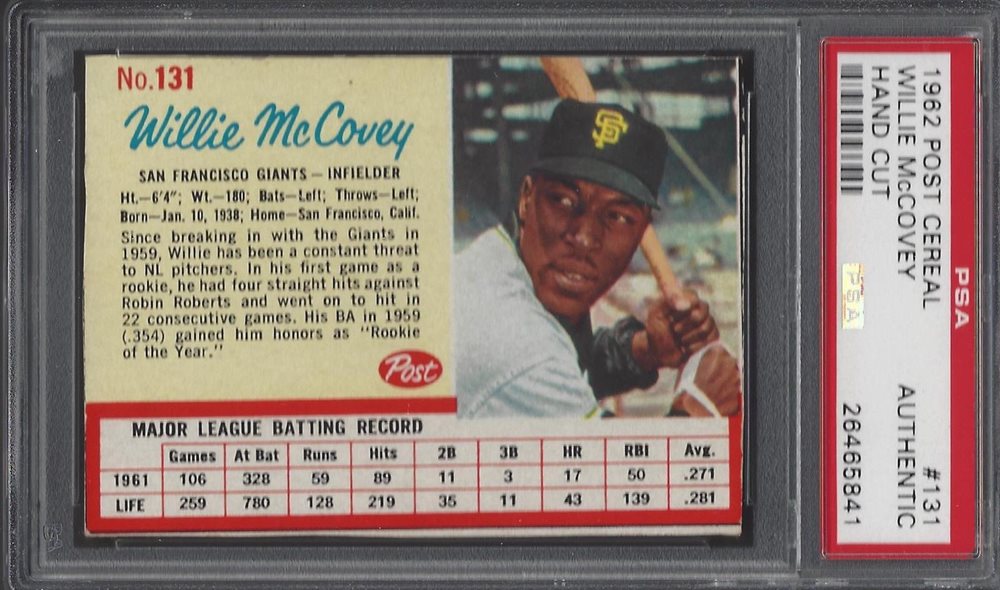 No.131
Willie McCovey
SAN FRANCISCO GIANTS — INFIELDER
Ht.—6'4"; Wt.—180; Bats—Left; Throws—Left;
Born—Jan. 10, 1938; Home—San Francisco, Calif.
Since breaking in with the Giants in
1959, Willie has been a constant threat
to NL pitchers. In his first game as a
rookie, he had four straight hits against
Robin Roberts and went on to hit in
22 consecutive games. His BA in 1959
(.354) gained him honors as "Rookie
of the Year."
Post
SF
MAJOR LEAGUE BATTING RECORD
Games At Bat Runs Hits 2B 3B HR RBI Avg.
1961 106 328 59 89 11 3 17 50 .271
LIFE 259 780 128 219 35 11 43 139 .281
PSA
1962 POST CEREAL #131
WILLIE McCOVEY AUTHENTIC
HAND CUT 26465841
PSA